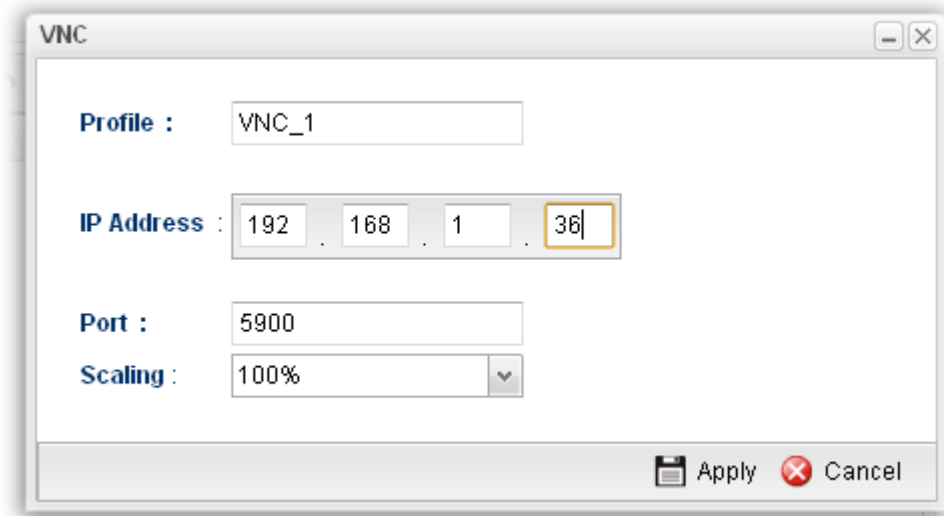 VNC
Profile : VNC_1
IP Address : 192 . 168 . 1 . 36
Port : 5900
Scaling : 100%
Apply Cancel